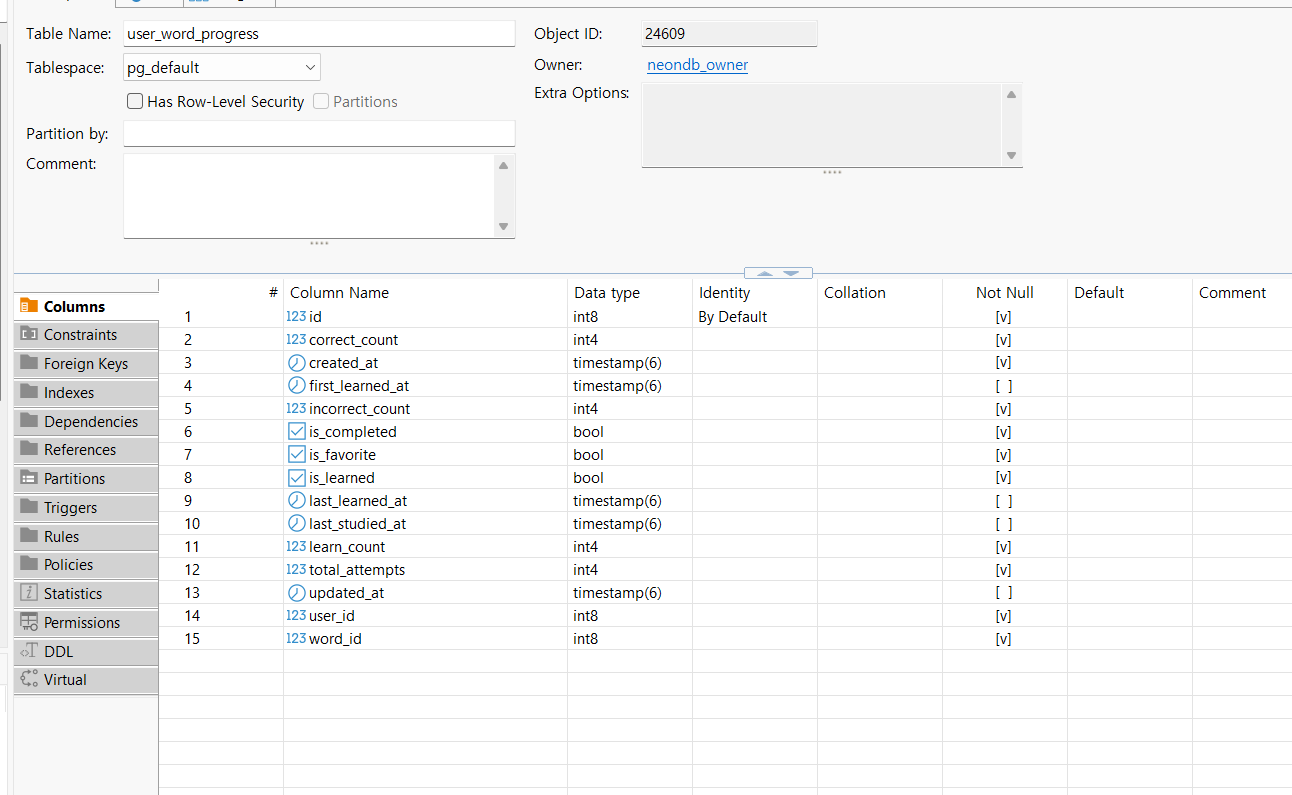 Table Name: user_word_progress
Object ID: 24609
Tablespace: pg_default
Owner: neondb_owner
Has Row-Level Security Partitions
Extra Options:
Partition by:
Comment:
Columns
Constraints
Foreign Keys
Indexes
Dependencies
References
Partitions
Triggers
Rules
Policies
Statistics
Permissions
DDL
Virtual
# Column Name Data type Identity Collation Not Null Default Comment
1 123 id int8 By Default [v]
2 123 correct_count int4 [v]
3 created_at timestamp(6) [v]
4 first_learned_at timestamp(6) [ ]
5 123 incorrect_count int4 [v]
6 is_completed bool [v]
7 is_favorite bool [v]
8 is_learned bool [v]
9 last_learned_at timestamp(6) [ ]
10 last_studied_at timestamp(6) [ ]
11 123 learn_count int4 [v]
12 123 total_attempts int4 [v]
13 updated_at timestamp(6) [ ]
14 123 user_id int8 [v]
15 123 word_id int8 [v]